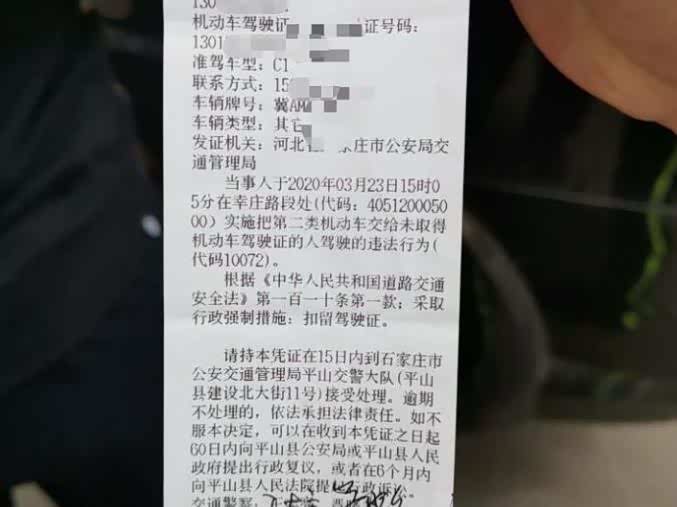 130
机动车驾驶证 证号码：
1301
准驾车型：C1
联系方式：15
车辆牌号：冀AM
车辆类型：其它
发证机关：河北 家庄市公安局交
通管理局
当事人于2020年03月23日15时0
5分在幸庄路段处(代码：4051200005
00）实施把第二类机动车交给未取得
机动车驾驶证的人驾驶的违法行为(
代码10072)。
根据《中华人民共和国道路交通
安全法》第一百一十条第一款；采取
行政强制措施：扣留驾驶证。
请持本凭证在15日内到石家庄市
公安交通管理局平山交警大队(平山
县建设北大街11号)接受处理。逾期
不处理的，依法承担法律责任。如不
服本决定，可以在收到本凭证之日起
60日内向平山县公安局或平山县人民
政府提出行政复议，或者在6个月内
向平山县人民法院提 行政诉讼。
交通警察：